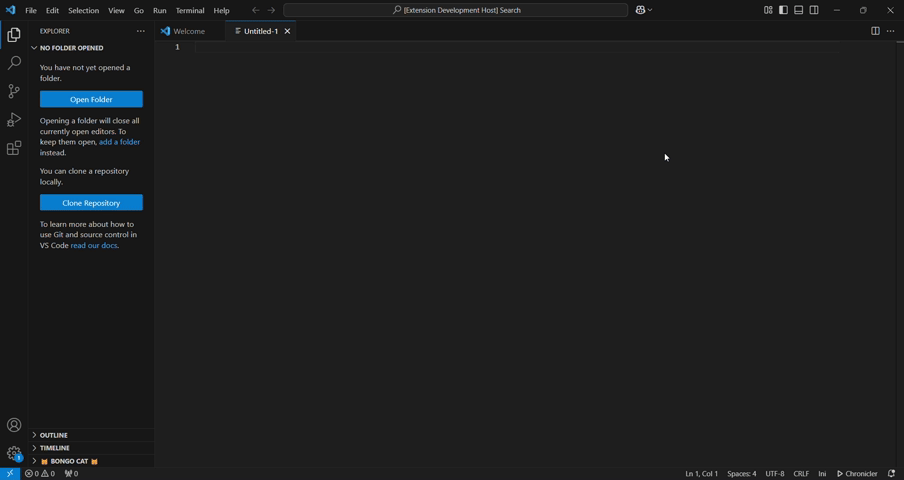 File Edit Selection View Go Run Terminal Help
[Extension Development Host] Search
EXPLORER
Welcome
Untitled-1
NO FOLDER OPENED
1
You have not yet opened a
folder.
Open Folder
Opening a folder will close all
currently open editors. To
keep them open, add a folder
instead.
You can clone a repository
locally.
Clone Repository
To learn more about how to
use Git and source control in
VS Code read our docs.
OUTLINE
TIMELINE
BONGO CAT
1
0 0 0
Ln 1, Col 1 Spaces: 4 UTF-8 CRLF Ini Chronicler